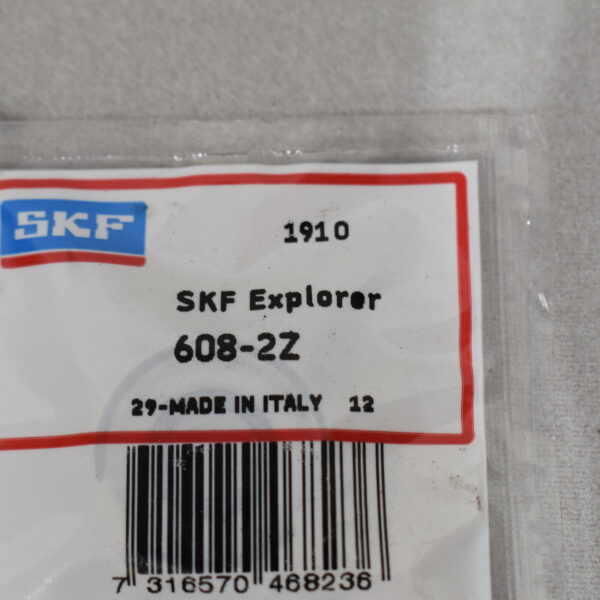 SKF
1910
SKF Explorer
608-2Z
29-MADE IN ITALY 12
7 316570 468236